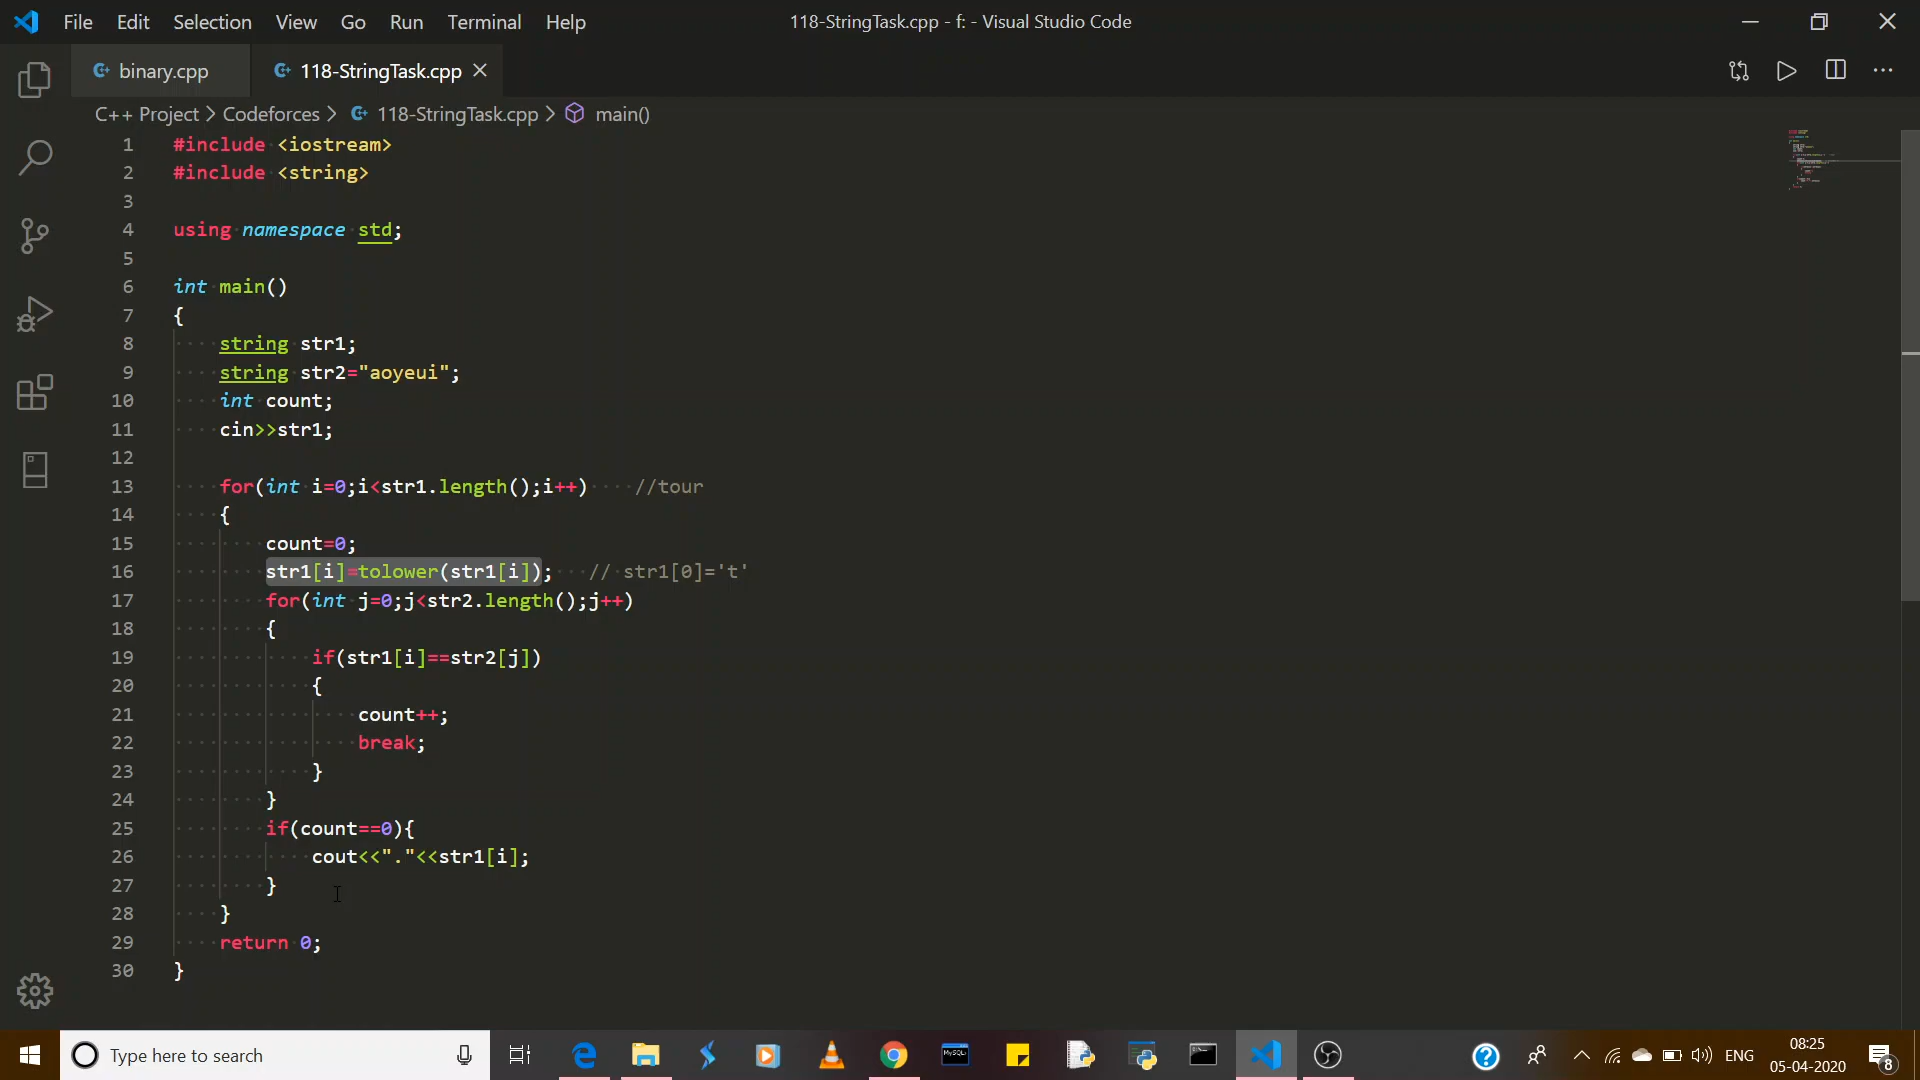 File Edit Selection View Go Run Terminal Help 118-StringTask.cpp - f: - Visual Studio Code
binary.cpp 118-StringTask.cpp
C++ Project > Codeforces > 118-StringTask.cpp > main()
1 #include <iostream>
2 #include <string>
3
4 using namespace std;
5
6 int main()
7 {
8 string str1;
9 string str2="aoyeui";
10 int count;
11 cin>>str1;
12
13 for(int i=0;i<str1.length();i++) //tour
14 {
15 count=0;
16 str1[i]=tolower(str1[i]); // str1[0]='t'
17 for(int j=0;j<str2.length();j++)
18 {
19 if(str1[i]==str2[j])
20 {
21 count++;
22 break;
23 }
24 }
25 if(count==0){
26 cout<<"."<<str1[i];
27 }
28 }
29 return 0;
30 }
Type here to search MySQL ENG 08:25
05-04-2020 8